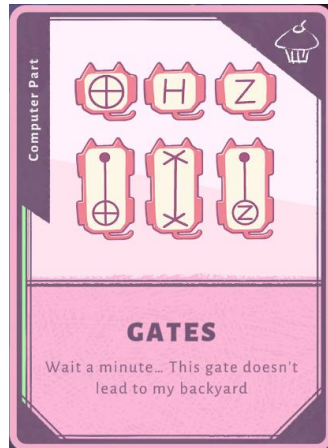 Computer Part
H Z
Z
GATES
Wait a minute... This gate doesn't
lead to my backyard